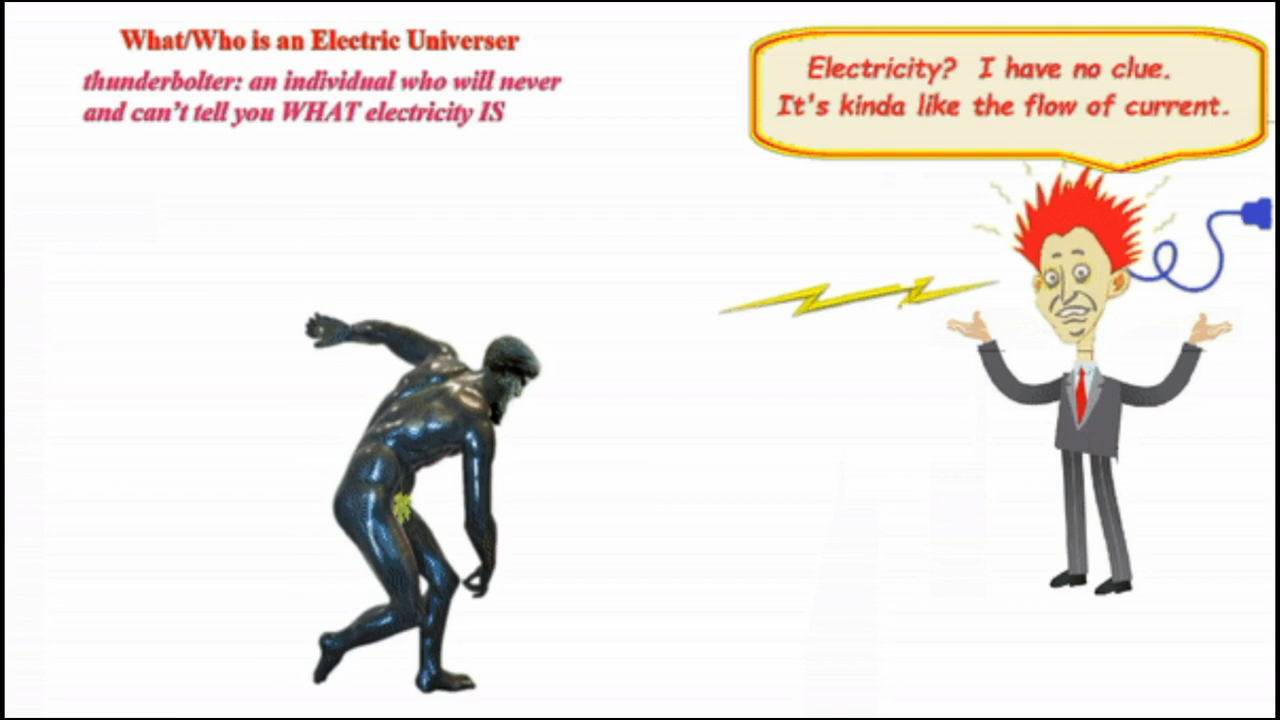 What/Who is an Electric Universer
thunderbolter: an individual who will never
and can't tell you WHAT electricity IS
Electricity? I have no clue.
It's kinda like the flow of current.